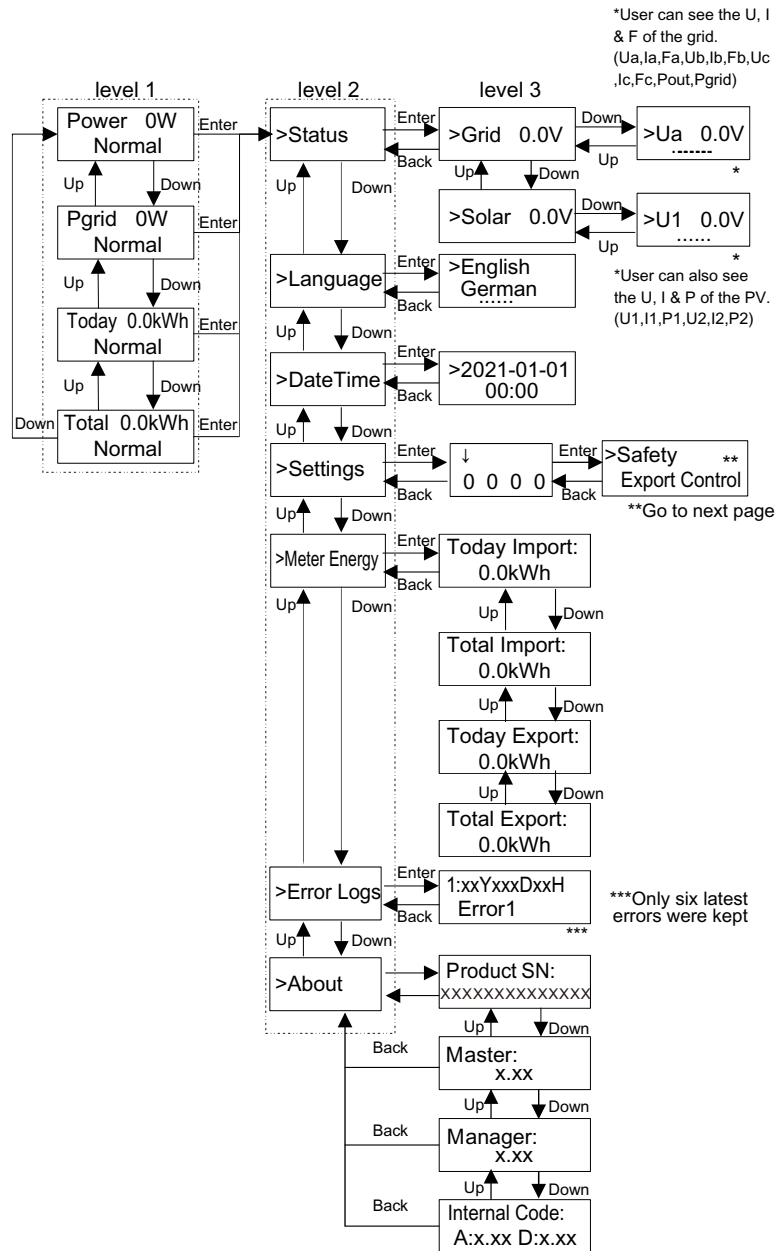 *User can see the U, I
& F of the grid.
(Ua,Ia,Fa,Ub,Ib,Fb,Uc
,Ic,Fc,Pout,Pgrid)
level 1
level 2
level 3
Power 0W
Normal
Enter
>Status
Enter
Back
>Grid 0.0V
Down
Up
>Ua 0.0V
.......
*
Up
Down
Up
Down
Up
Down
Pgrid 0W
Normal
Enter
>Solar 0.0V
Down
Up
>U1 0.0V
......
*
Up
Down
>Language
Enter
Back
>English
German
......
*User can also see
the U, I & P of the PV.
(U1,I1,P1,U2,I2,P2)
Today 0.0kWh
Normal
Enter
Up
Down
>DateTime
Enter
Back
>2021-01-01
00:00
Up
Down
Down
Total 0.0kWh
Normal
Enter
Up
Down
>Settings
Enter
Back
↓
0 0 0 0
Enter
Back
>Safety **
Export Control
**Go to next page
Up
Down
>Meter Energy
Enter
Back
Today Import:
0.0kWh
Up
Down
Up
Down
Total Import:
0.0kWh
Up
Down
Today Export:
0.0kWh
Up
Down
Total Export:
0.0kWh
>Error Logs
Enter
Back
1:xxYxxxDxxH
Error1
***
***Only six latest
errors were kept
Up
Down
>About
Product SN:
XXXXXXXXXXXXXX
Up
Down
Back
Master:
x.xx
Up
Down
Back
Manager:
x.xx
Up
Down
Back
Internal Code:
A:x.xx D:x.xx